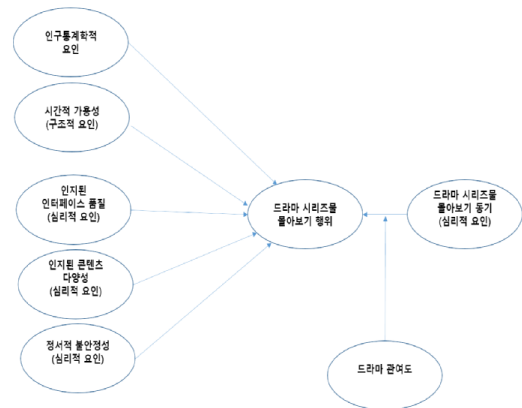 인구통계학적
요인
시간적 가용성
(구조적 요인)
인지된
인터페이스 품질
(심리적 요인)
인지된 콘텐츠
다양성
(심리적 요인)
정서적 불안정성
(심리적 요인)
드라마 시리즈물
몰아보기 행위
드라마 시리즈물
몰아보기 동기
(심리적 요인)
드라마 관여도